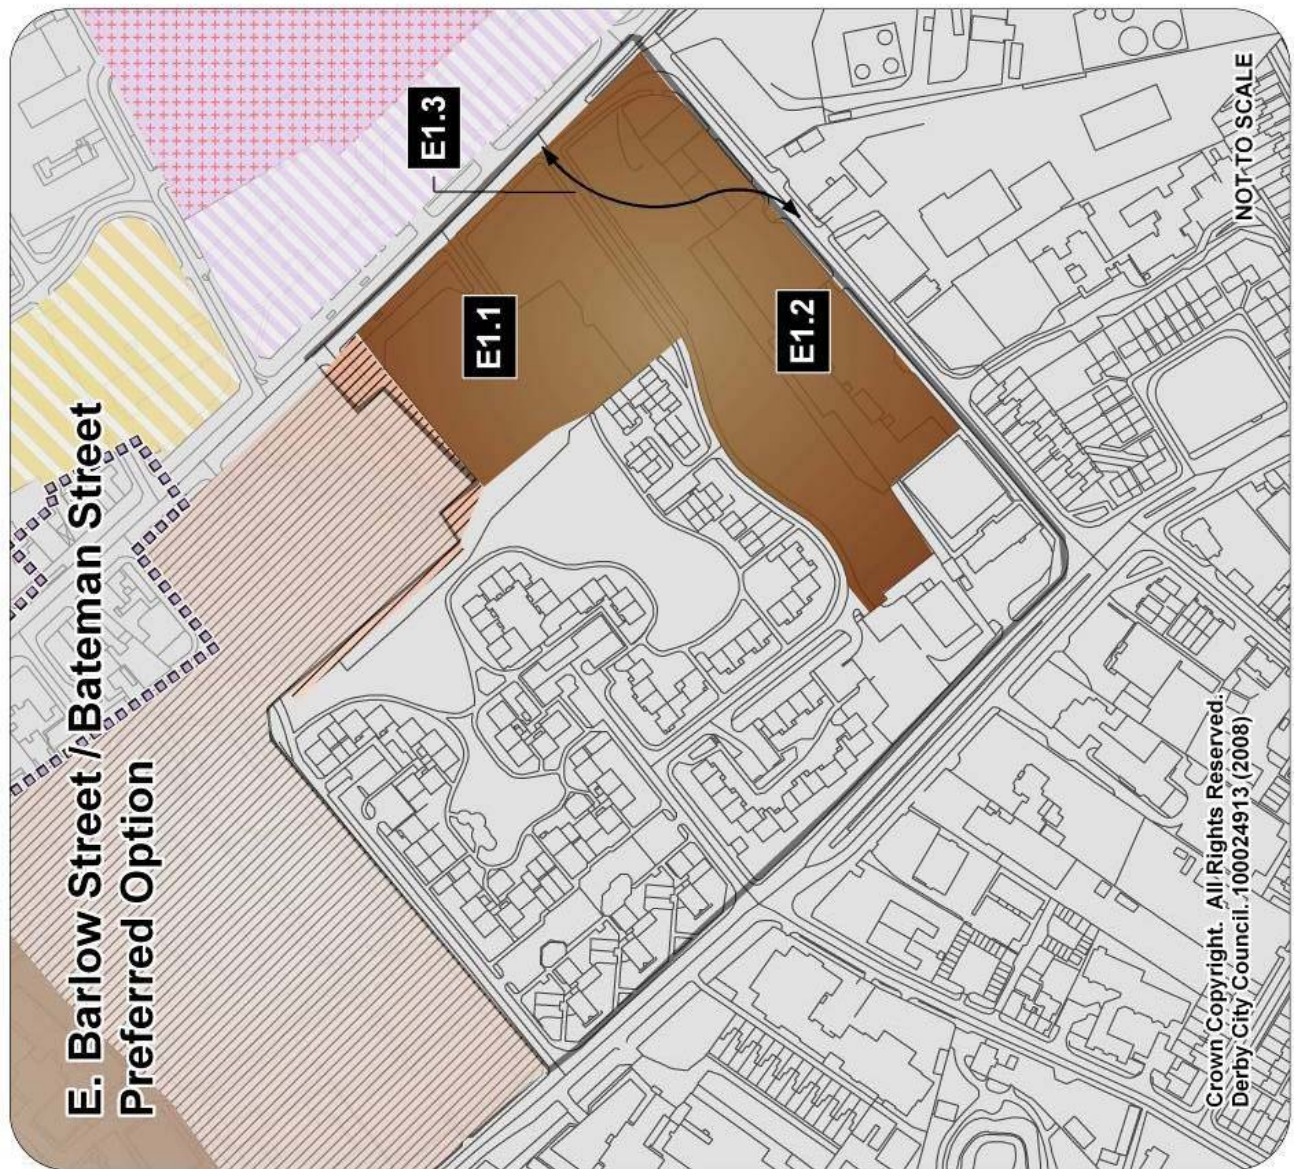 E. Barlow Street / Bateman Street
Preferred Option
E1.3
E1.1
E1.2
Crown Copyright. All Rights Reserved.
Derby City Council. 100024913 (2008)
NOT TO SCALE